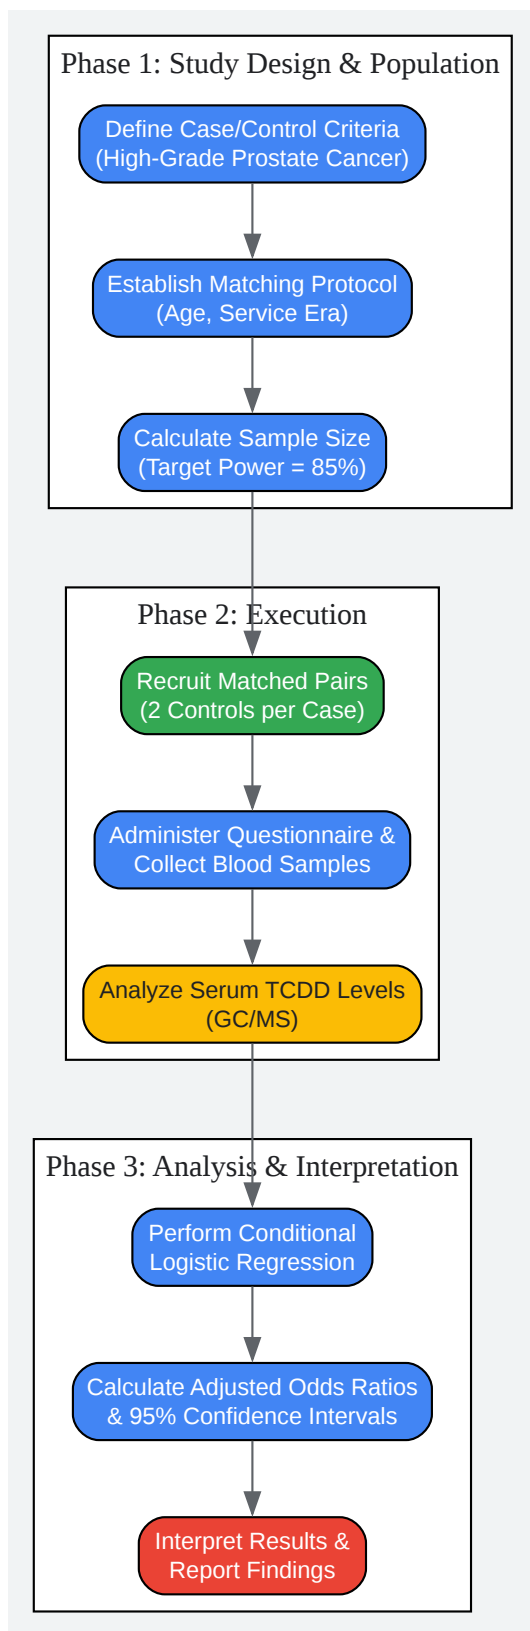 Phase 1: Study Design & Population
Define Case/Control Criteria
(High-Grade Prostate Cancer)
Establish Matching Protocol
(Age, Service Era)
Calculate Sample Size
(Target Power = 85%)
Phase 2: Execution
Recruit Matched Pairs
(2 Controls per Case)
Administer Questionnaire &
Collect Blood Samples
Analyze Serum TCDD Levels
(GC/MS)
Phase 3: Analysis & Interpretation
Perform Conditional
Logistic Regression
Calculate Adjusted Odds Ratios
& 95% Confidence Intervals
Interpret Results &
Report Findings